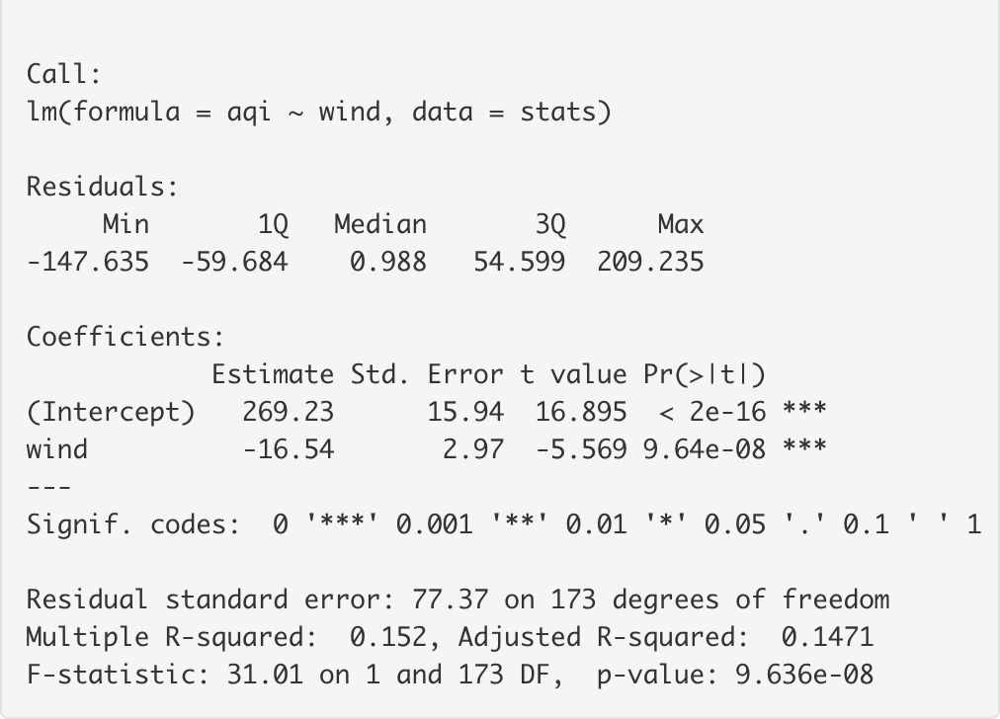 Call:
lm(formula = aqi ~ wind, data = stats)
Residuals:
     Min       1Q   Median       3Q      Max
-147.635  -59.684    0.988   54.599  209.235
Coefficients:
            Estimate Std. Error t value Pr(>|t|)
(Intercept)   269.23      15.94  16.895  < 2e-16 ***
wind          -16.54       2.97  -5.569 9.64e-08 ***
---
Signif. codes:  0 '***' 0.001 '**' 0.01 '*' 0.05 '.' 0.1 ' ' 1
Residual standard error: 77.37 on 173 degrees of freedom
Multiple R-squared:  0.152, Adjusted R-squared:  0.1471
F-statistic: 31.01 on 1 and 173 DF,  p-value: 9.636e-08